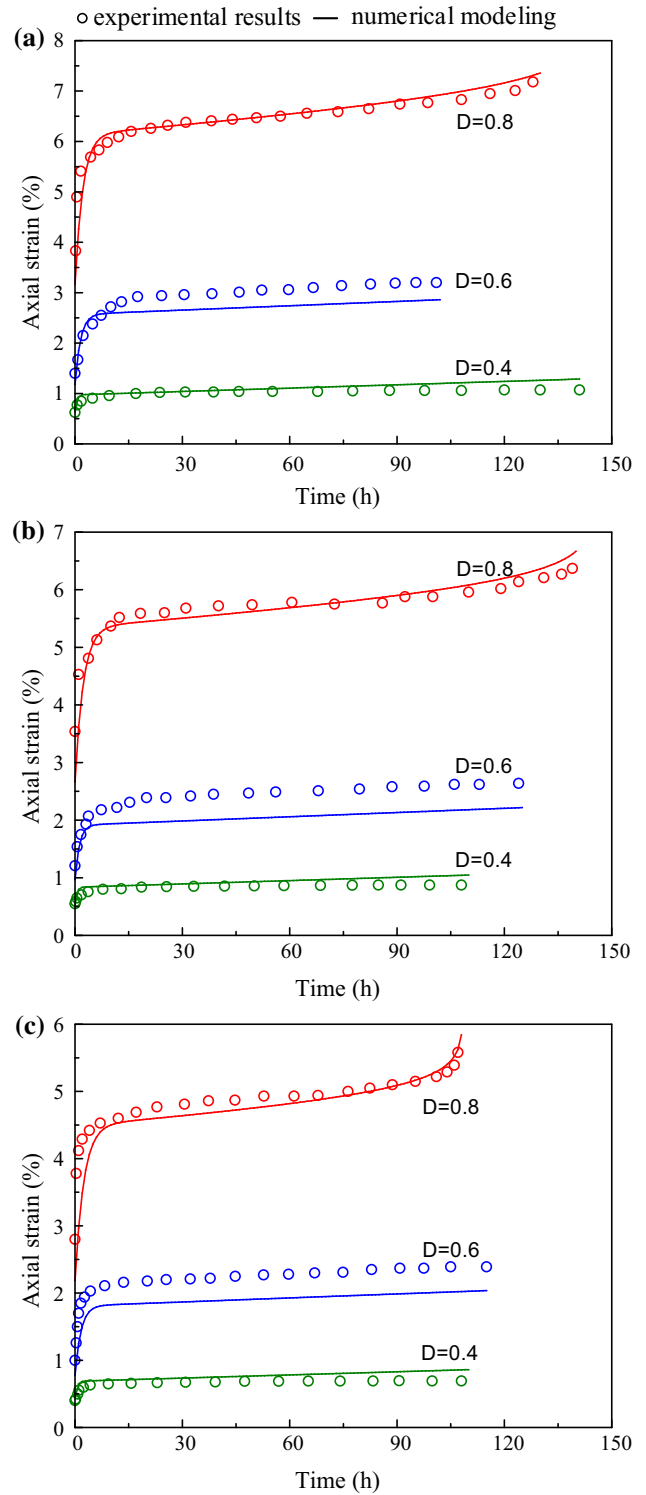 experimental results numerical modeling
(a)
8
7
6
5
4
3
2
1
0
Axial strain (%)
D=0.8
D=0.6
D=0.4
0 30 60 90 120 150
Time (h)
(b)
7
6
5
4
3
2
1
0
Axial strain (%)
D=0.8
D=0.6
D=0.4
0 30 60 90 120 150
Time (h)
(c)
6
5
4
3
2
1
0
Axial strain (%)
D=0.8
D=0.6
D=0.4
0 30 60 90 120 150
Time (h)